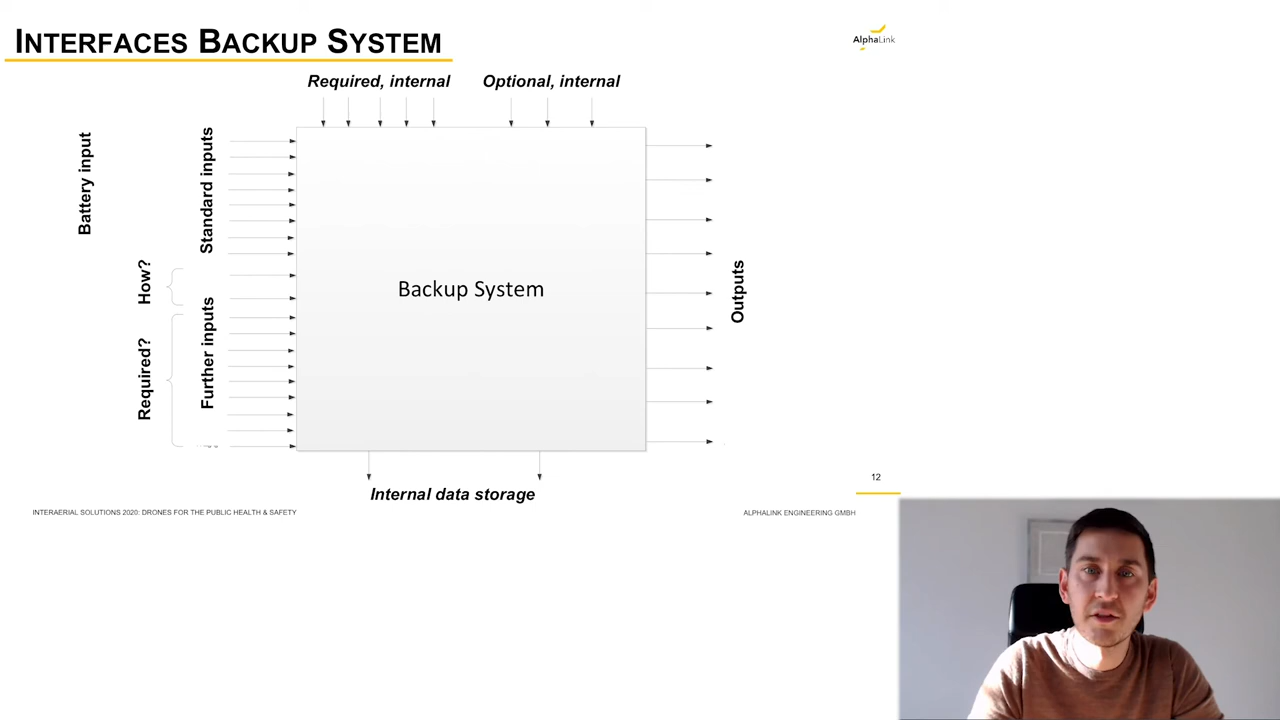 INTERFACES BACKUP SYSTEM
AlphaLink
Required, internal
Optional, internal
Battery input
Standard inputs
How?
Further inputs
Required?
Backup System
Outputs
Internal data storage
12
INTERAERIAL SOLUTIONS 2020: DRONES FOR THE PUBLIC HEALTH & SAFETY
ALPHALINK ENGINEERING GMBH